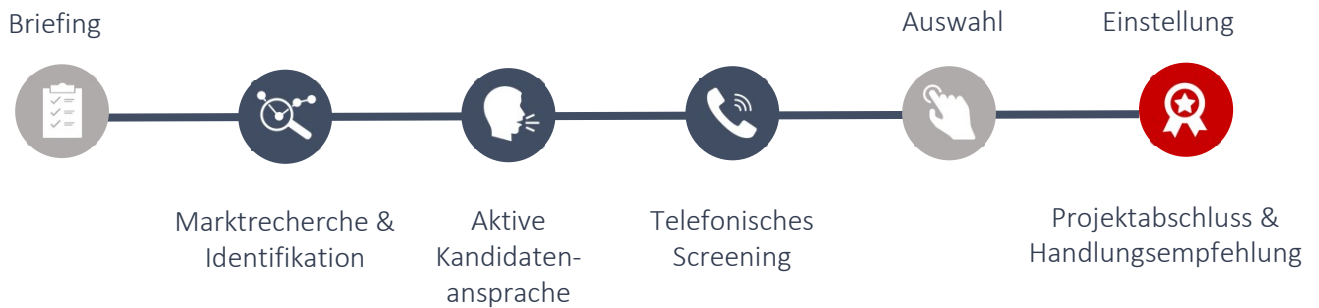 Briefing
Auswahl
Einstellung
Marktrecherche &
Identifikation
Aktive
Kandidaten-
ansprache
Telefonisches
Screening
Projektabschluss &
Handlungsempfehlung